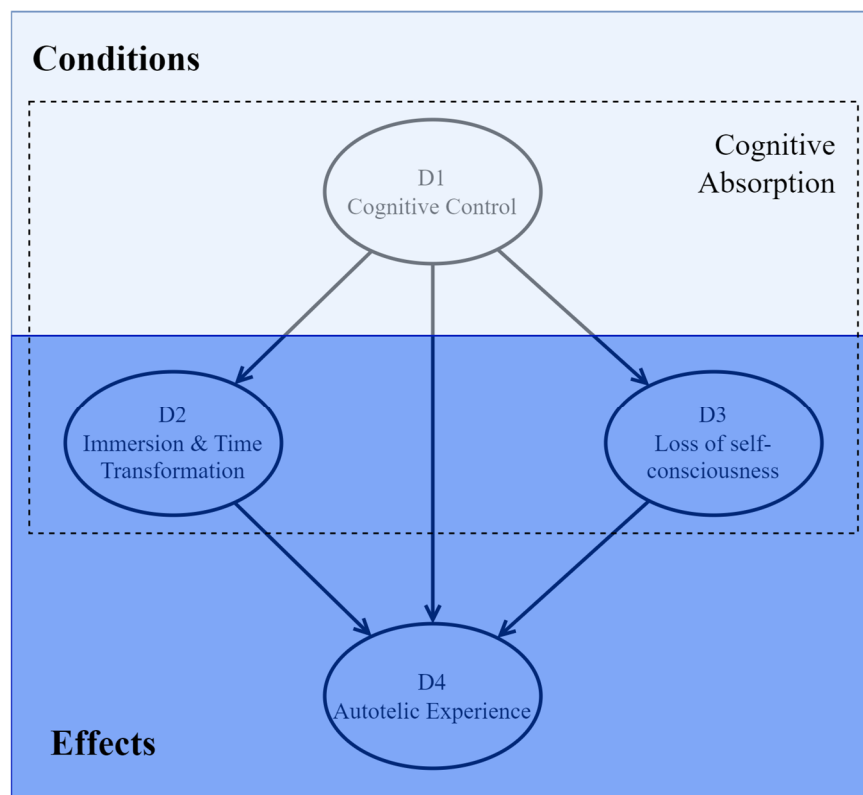 Conditions
Cognitive
Absorption
D1
Cognitive Control
D2
Immersion & Time
Transformation
D3
Loss of self-
consciousness
D4
Autotelic Experience
Effects